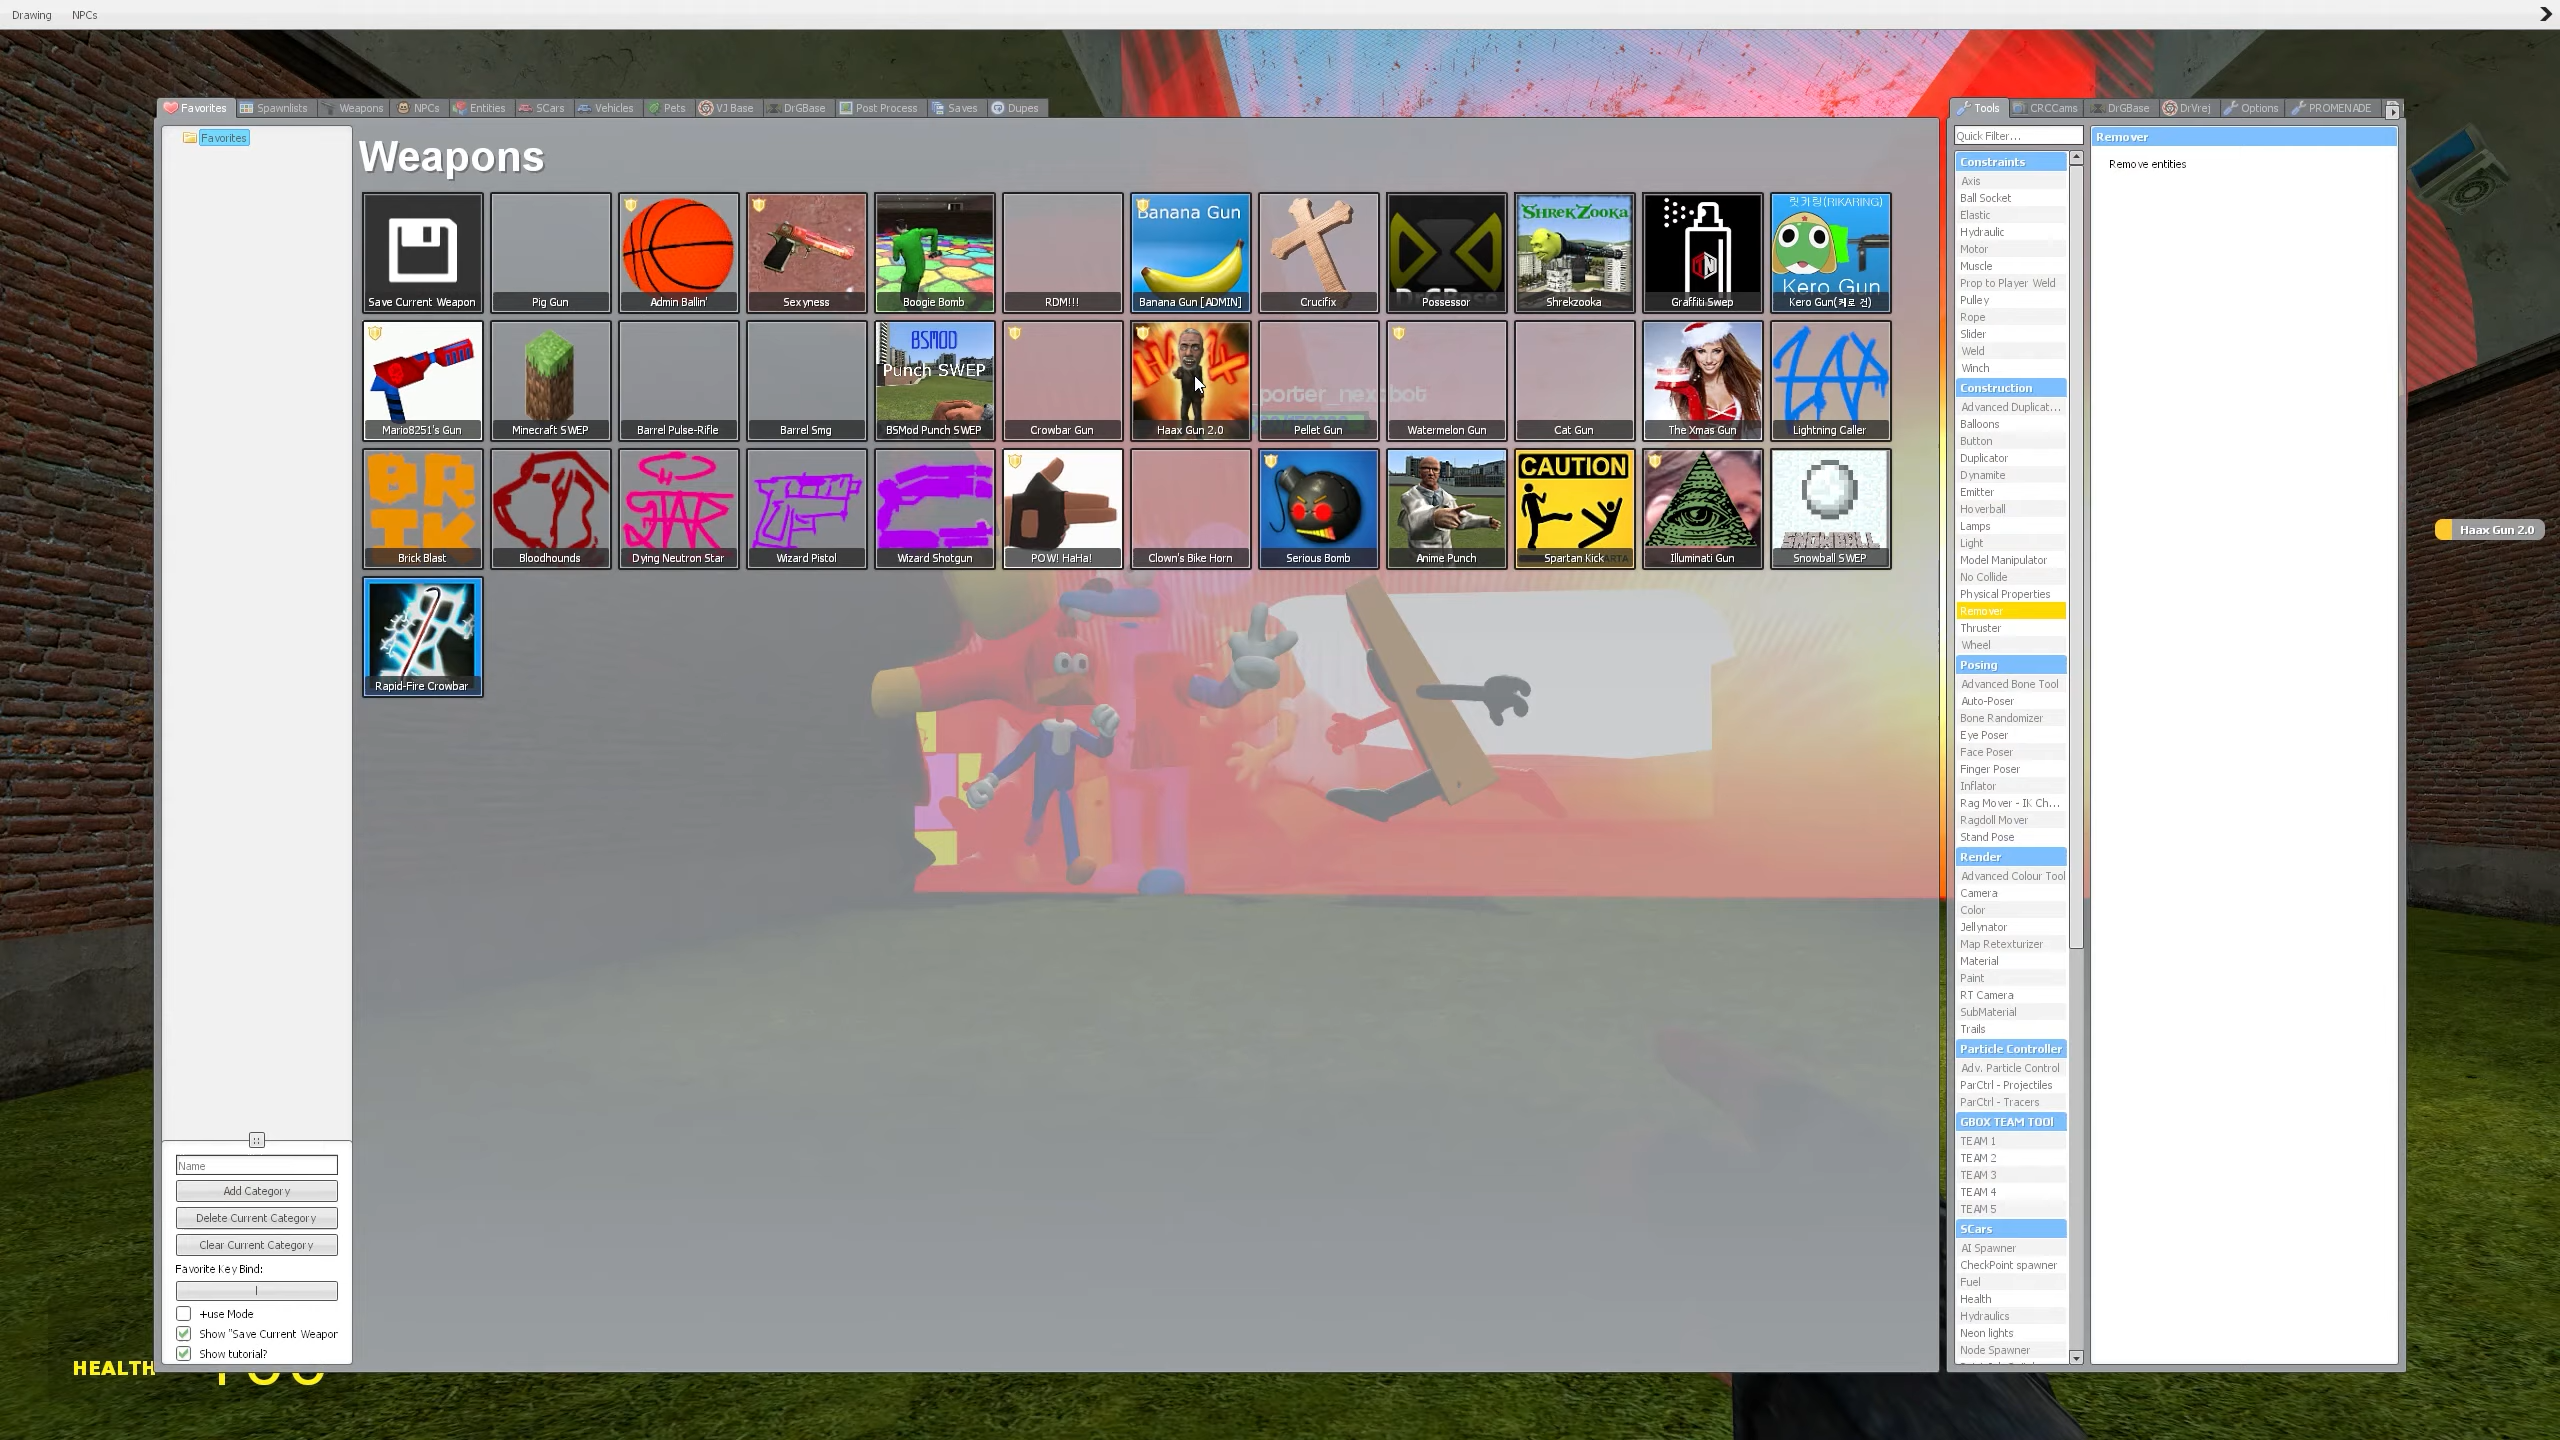 Drawing NPCs
Favorites Spawnlists Weapons NPCs Entities SCars Vehicles Pets VJ Base DrGBase Post Process Saves Dupes
Favorites
Weapons
Banana Gun
SHREKZOOKA
릿카링(RIKARING)
Kero Gun
Save Current Weapon Pig Gun Admin Ballin' Sexyness Boogie Bomb RDM!!! Banana Gun [ADMIN] Crucifix Possessor Shrekzooka Graffiti Swep Kero Gun(케로 건)
BSMOD
Punch SWEP
Mario8251's Gun Minecraft SWEP Barrel Pulse-Rifle Barrel Smg BSMod Punch SWEP Crowbar Gun Haax Gun 2.0 Pellet Gun Watermelon Gun Cat Gun The Xmas Gun Lightning Caller
CAUTION
SNOWBALL
Brick Blast Bloodhounds Dying Neutron Star Wizard Pistol Wizard Shotgun POW! HaHa! Clown's Bike Horn Serious Bomb Anime Punch Spartan Kick Illuminati Gun Snowball SWEP
Rapid-Fire Crowbar
Name
Add Category
Delete Current Category
Clear Current Category
Favorite Key Bind:
+use Mode
Show "Save Current Weapon
Show tutorial?
HEALTH
Tools CRCCams DrGBase DrVrej Options PROMENADE
Quick Filter...
Constraints
Axis
Ball Socket
Elastic
Hydraulic
Motor
Muscle
Prop to Player Weld
Pulley
Rope
Slider
Weld
Winch
Construction
Advanced Duplicat...
Balloons
Button
Duplicator
Dynamite
Emitter
Hoverball
Lamps
Light
Model Manipulator
No Collide
Physical Properties
Remover
Thruster
Wheel
Posing
Advanced Bone Tool
Auto-Poser
Bone Randomizer
Eye Poser
Face Poser
Finger Poser
Inflator
Rag Mover - IK Ch...
Ragdoll Mover
Stand Pose
Render
Advanced Colour Tool
Camera
Color
Jellynator
Map Retexturizer
Material
Paint
RT Camera
SubMaterial
Trails
Particle Controller
Adv. Particle Control
ParCtrl - Projectiles
ParCtrl - Tracers
GBOX TEAM TOOl
TEAM 1
TEAM 2
TEAM 3
TEAM 4
TEAM 5
SCars
AI Spawner
CheckPoint spawner
Fuel
Health
Hydraulics
Neon lights
Node Spawner
Remover
Remove entities
Haax Gun 2.0